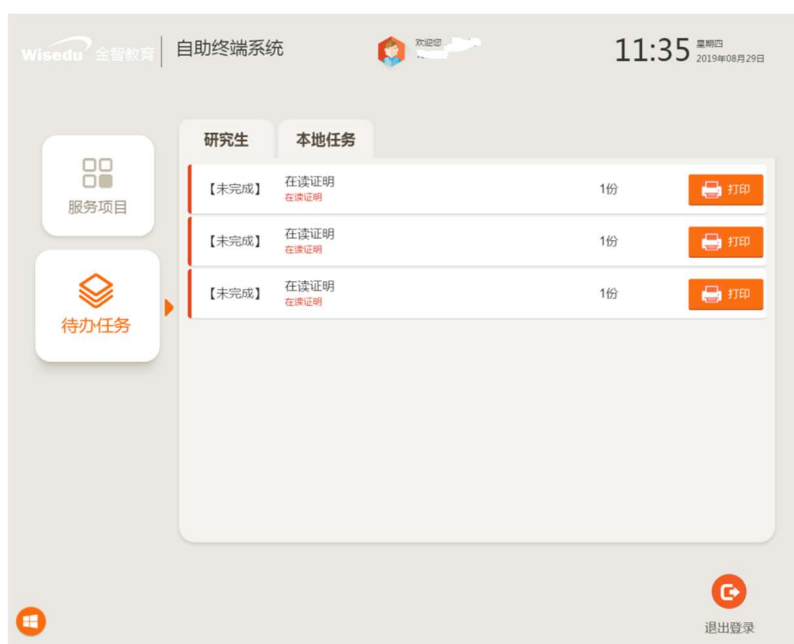 Wisedu 金智教育
自助终端系统
欢迎您
11:35
星期四
2019年08月29日
服务项目
待办任务
研究生
本地任务
【未完成】
在读证明
在读证明
1份
打印
【未完成】
在读证明
在读证明
1份
打印
【未完成】
在读证明
在读证明
1份
打印
退出登录